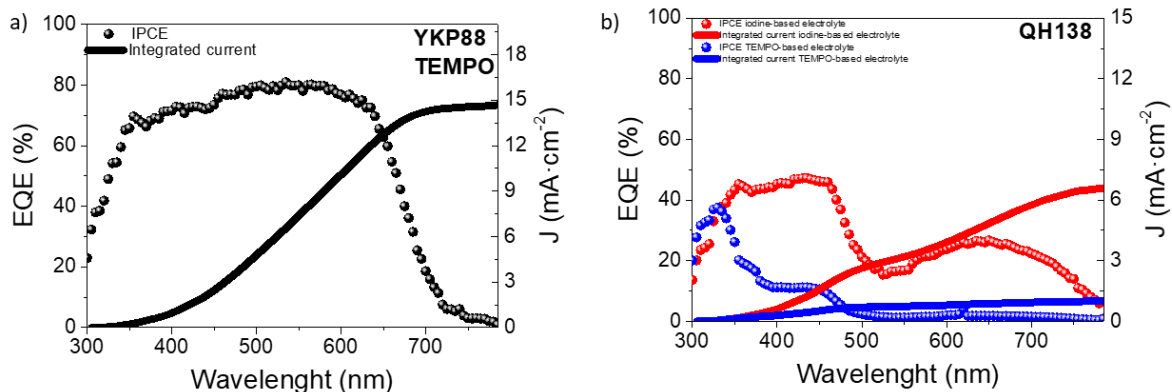 a)
100
80
60
40
20
0
EQE (%)
IPCE
Integrated current
YKP88
TEMPO
18
15
12
9
6
3
0
J (mA·cm-2)
300 400 500 600 700
Wavelenght (nm)
b)
100
80
60
40
20
0
EQE (%)
IPCE iodine-based electrolyte
Integrated current iodine-based electrolyte
IPCE TEMPO-based electrolyte
Integrated current TEMPO-based electrolyte
QH138
15
12
9
6
3
0
J (mA·cm-2)
300 400 500 600 700
Wavelenght (nm)